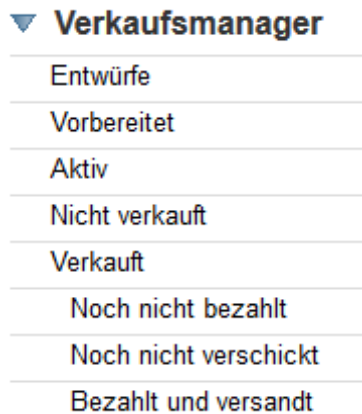 Verkaufsmanager
Entwürfe
Vorbereitet
Aktiv
Nicht verkauft
Verkauft
Noch nicht bezahlt
Noch nicht verschickt
Bezahlt und versandt